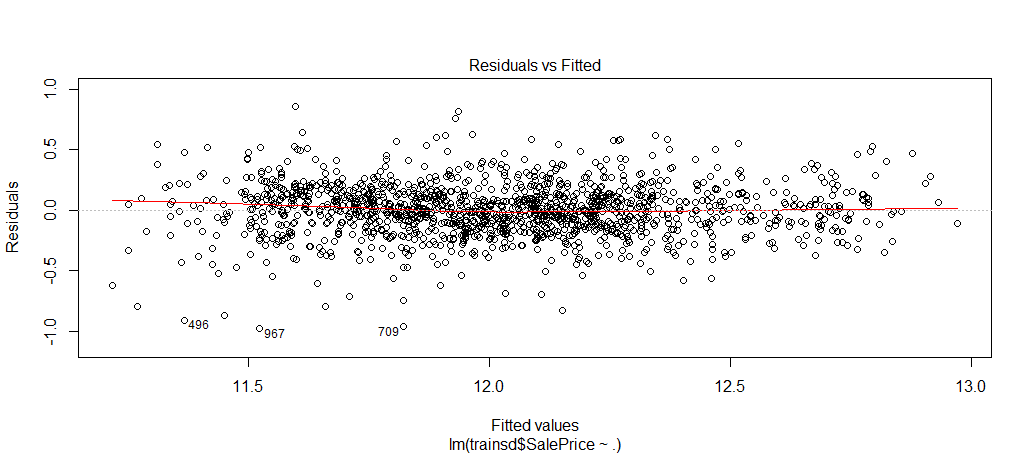 Residuals vs Fitted
1.0
0.5
0.0
-0.5
-1.0
Residuals
496
967
709
11.5 12.0 12.5 13.0
Fitted values
lm(trainsd$SalePrice ~ .)